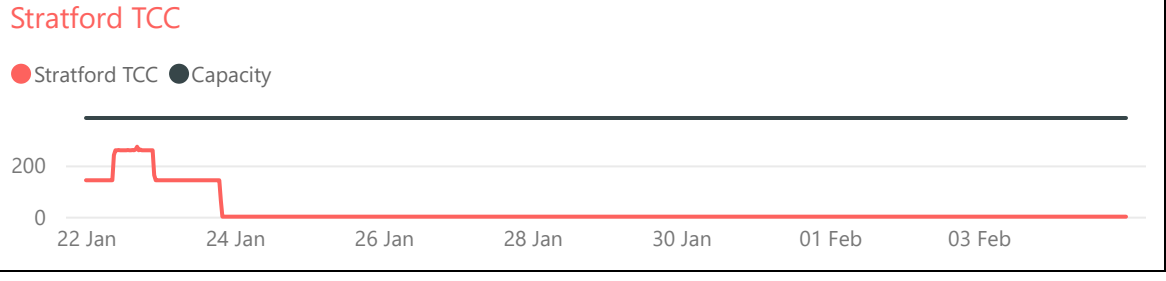 Stratford TCC
Stratford TCC Capacity
200
0
22 Jan 24 Jan 26 Jan 28 Jan 30 Jan 01 Feb 03 Feb